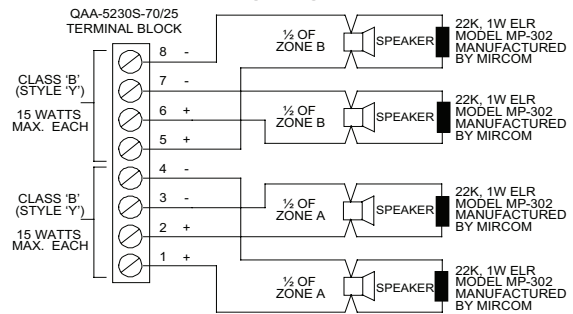 QAA-5230S-70/25
TERMINAL BLOCK
8 -
7 -
6 +
5 +
4 -
3 -
2 +
1 +
CLASS 'B'
(STYLE 'Y')
15 WATTS
MAX. EACH
CLASS 'B'
(STYLE 'Y')
15 WATTS
MAX. EACH
½ OF
ZONE B
SPEAKER
22K, 1W ELR
MODEL MP-302
MANUFACTURED
BY MIRCOM
½ OF
ZONE B
SPEAKER
22K, 1W ELR
MODEL MP-302
MANUFACTURED
BY MIRCOM
½ OF
ZONE A
SPEAKER
22K, 1W ELR
MODEL MP-302
MANUFACTURED
BY MIRCOM
½ OF
ZONE A
SPEAKER
22K, 1W ELR
MODEL MP-302
MANUFACTURED
BY MIRCOM